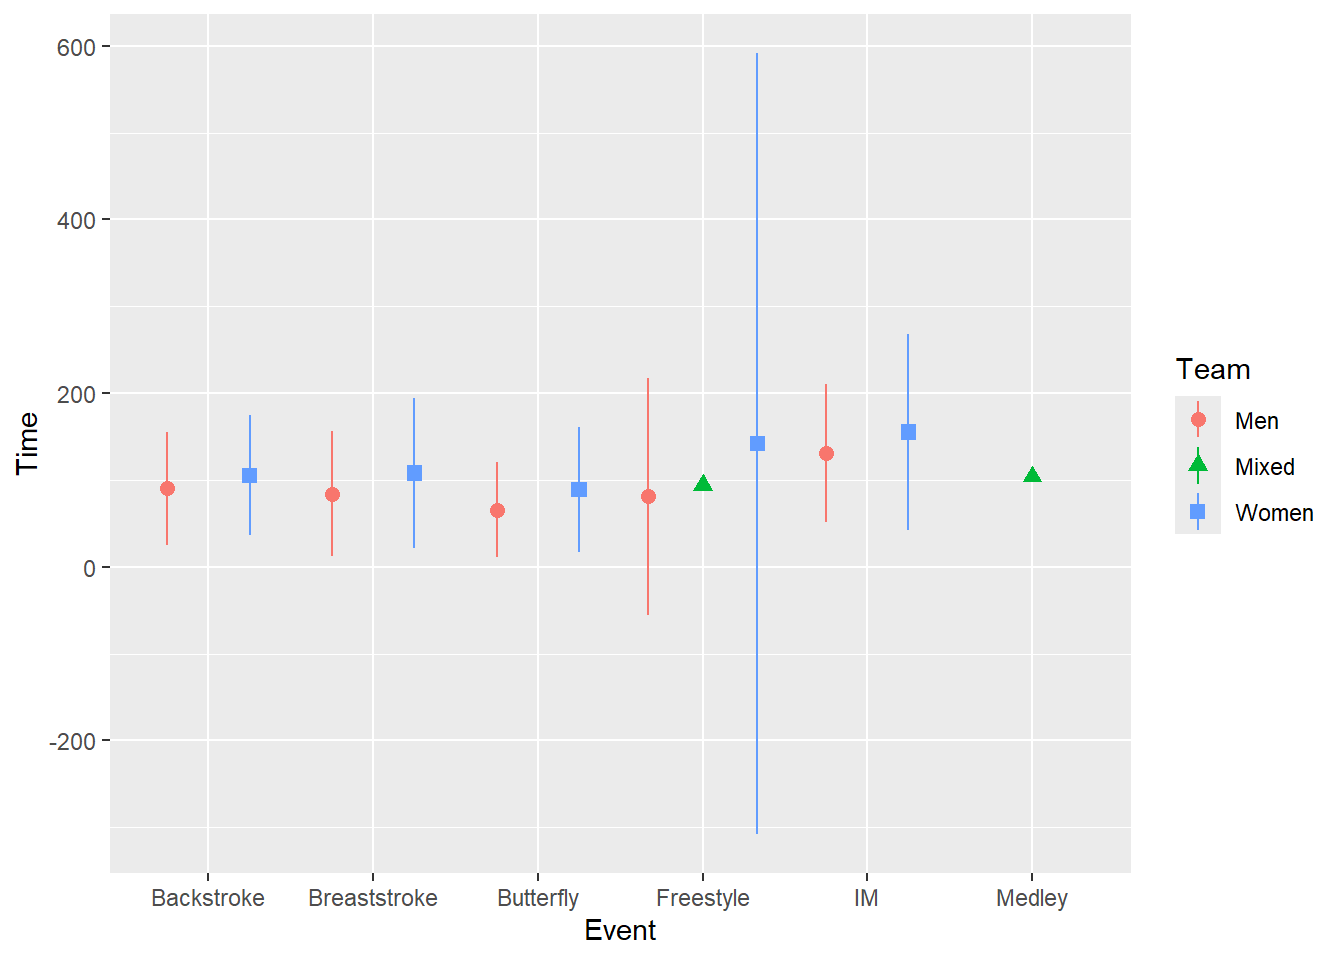 600
400
200
0
-200
Time
Backstroke
Breaststroke
Butterfly
Freestyle
IM
Medley
Event
Team
Men
Mixed
Women